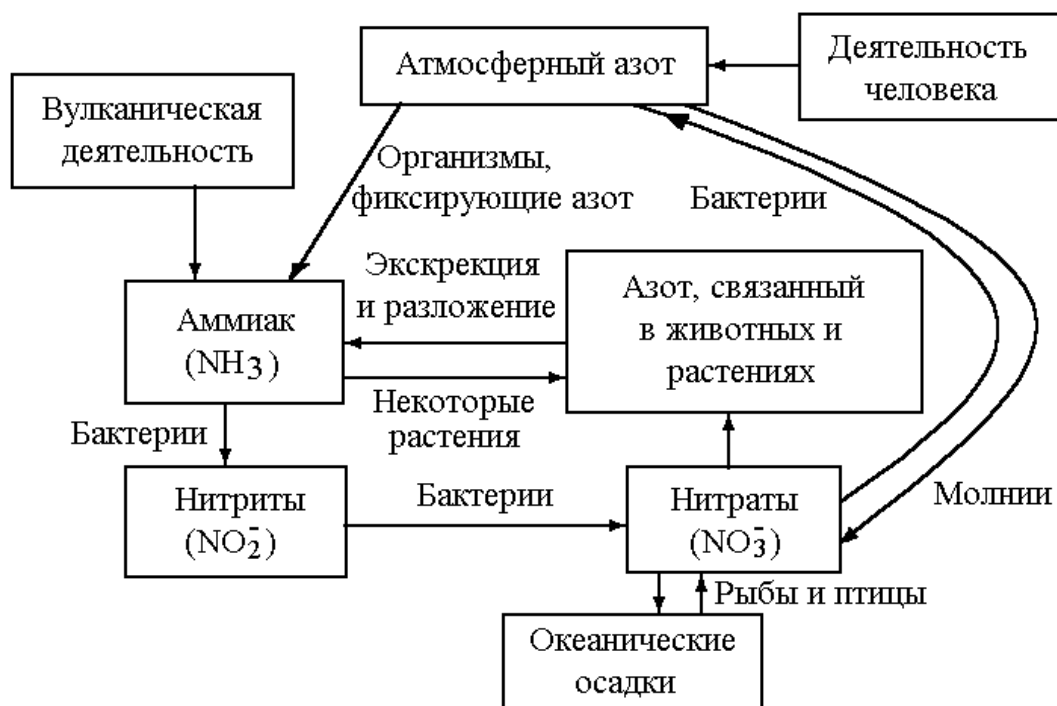 Атмосферный азот
Деятельность
человека
Вулканическая
деятельность
Организмы,
фиксирующие азот
Бактерии
Экскреция
и разложение
Азот, связанный
в животных и
растениях
Аммиак
(NH3)
Некоторые
растения
Бактерии
Нитриты
(NO2-)
Бактерии
Нитраты
(NO3-)
Молнии
Рыбы и птицы
Океанические
осадки